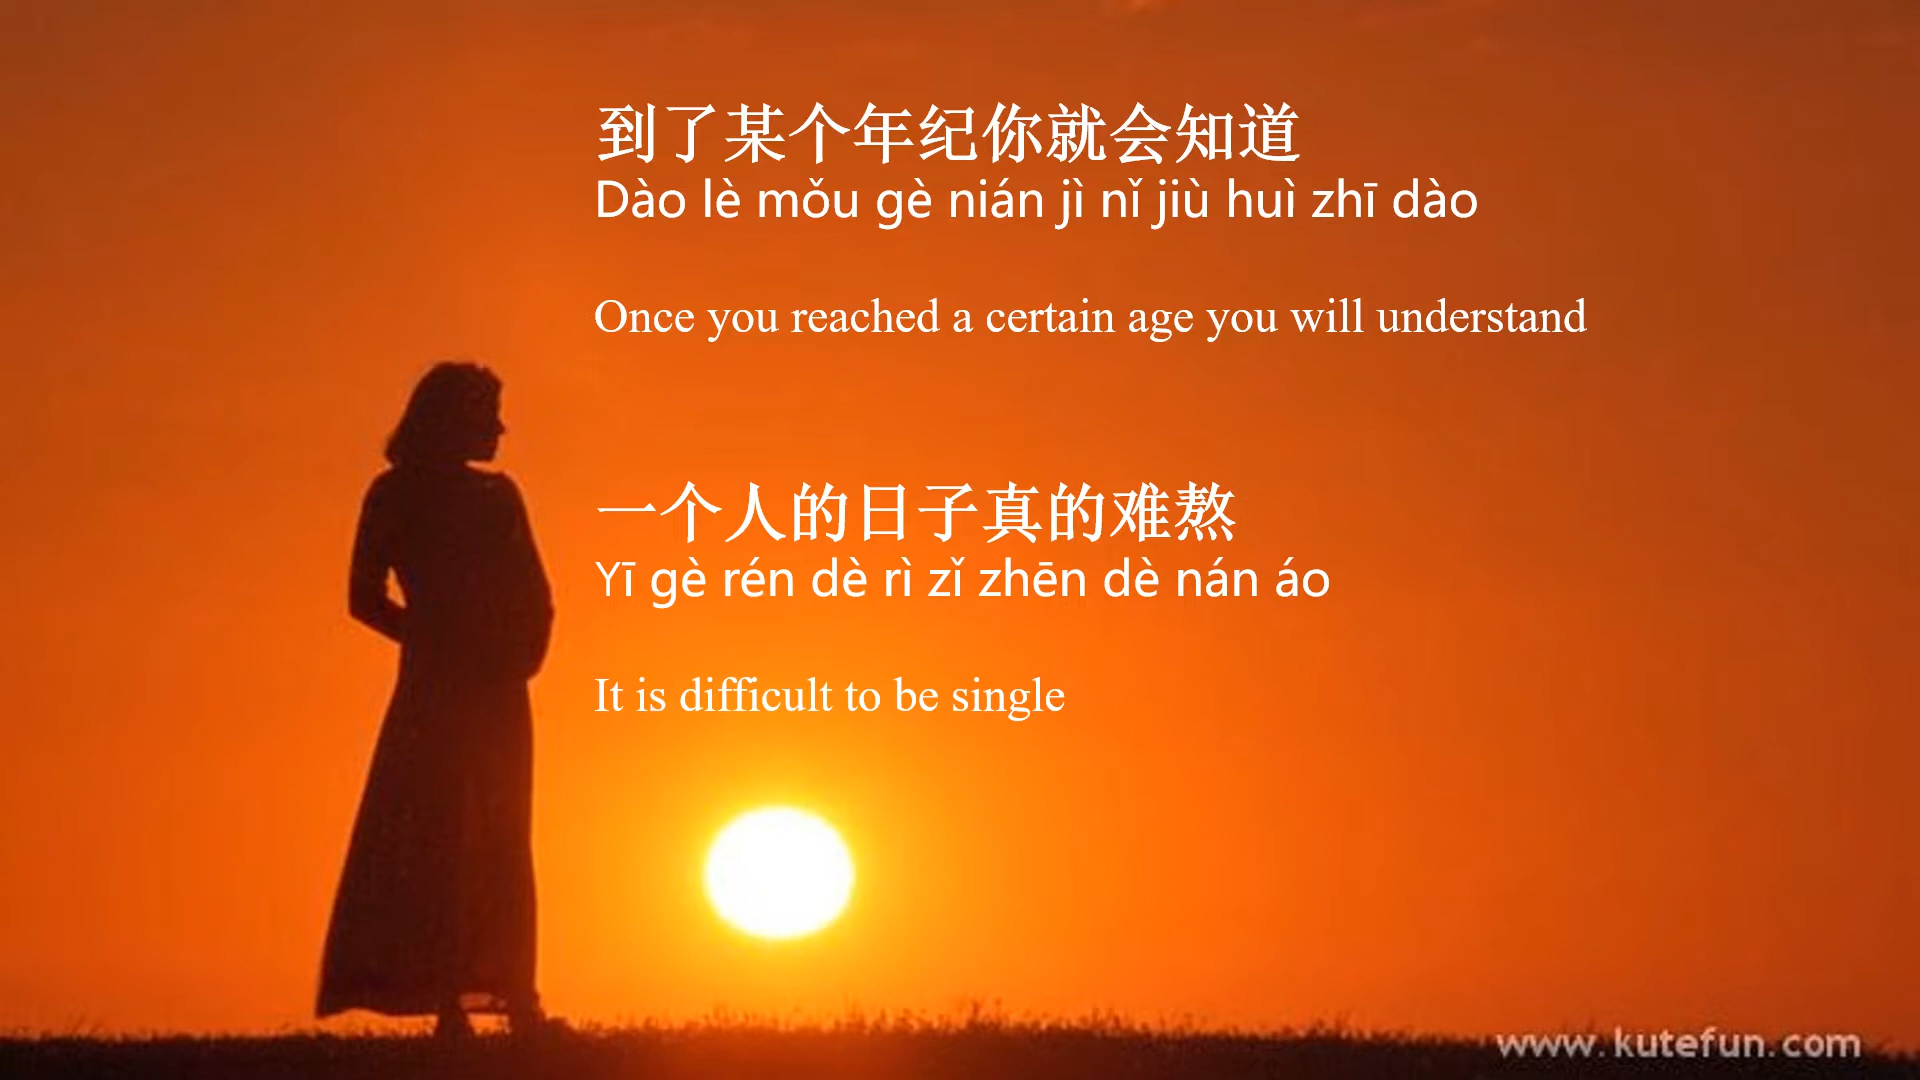 到了某个年纪你就会知道
Dào lè mǒu gè nián jì nǐ jiù huì zhī dào
Once you reached a certain age you will understand
一个人的日子真的难熬
Yī gè rén dè rì zǐ zhēn dè nán áo
It is difficult to be single
www.kutefun.com